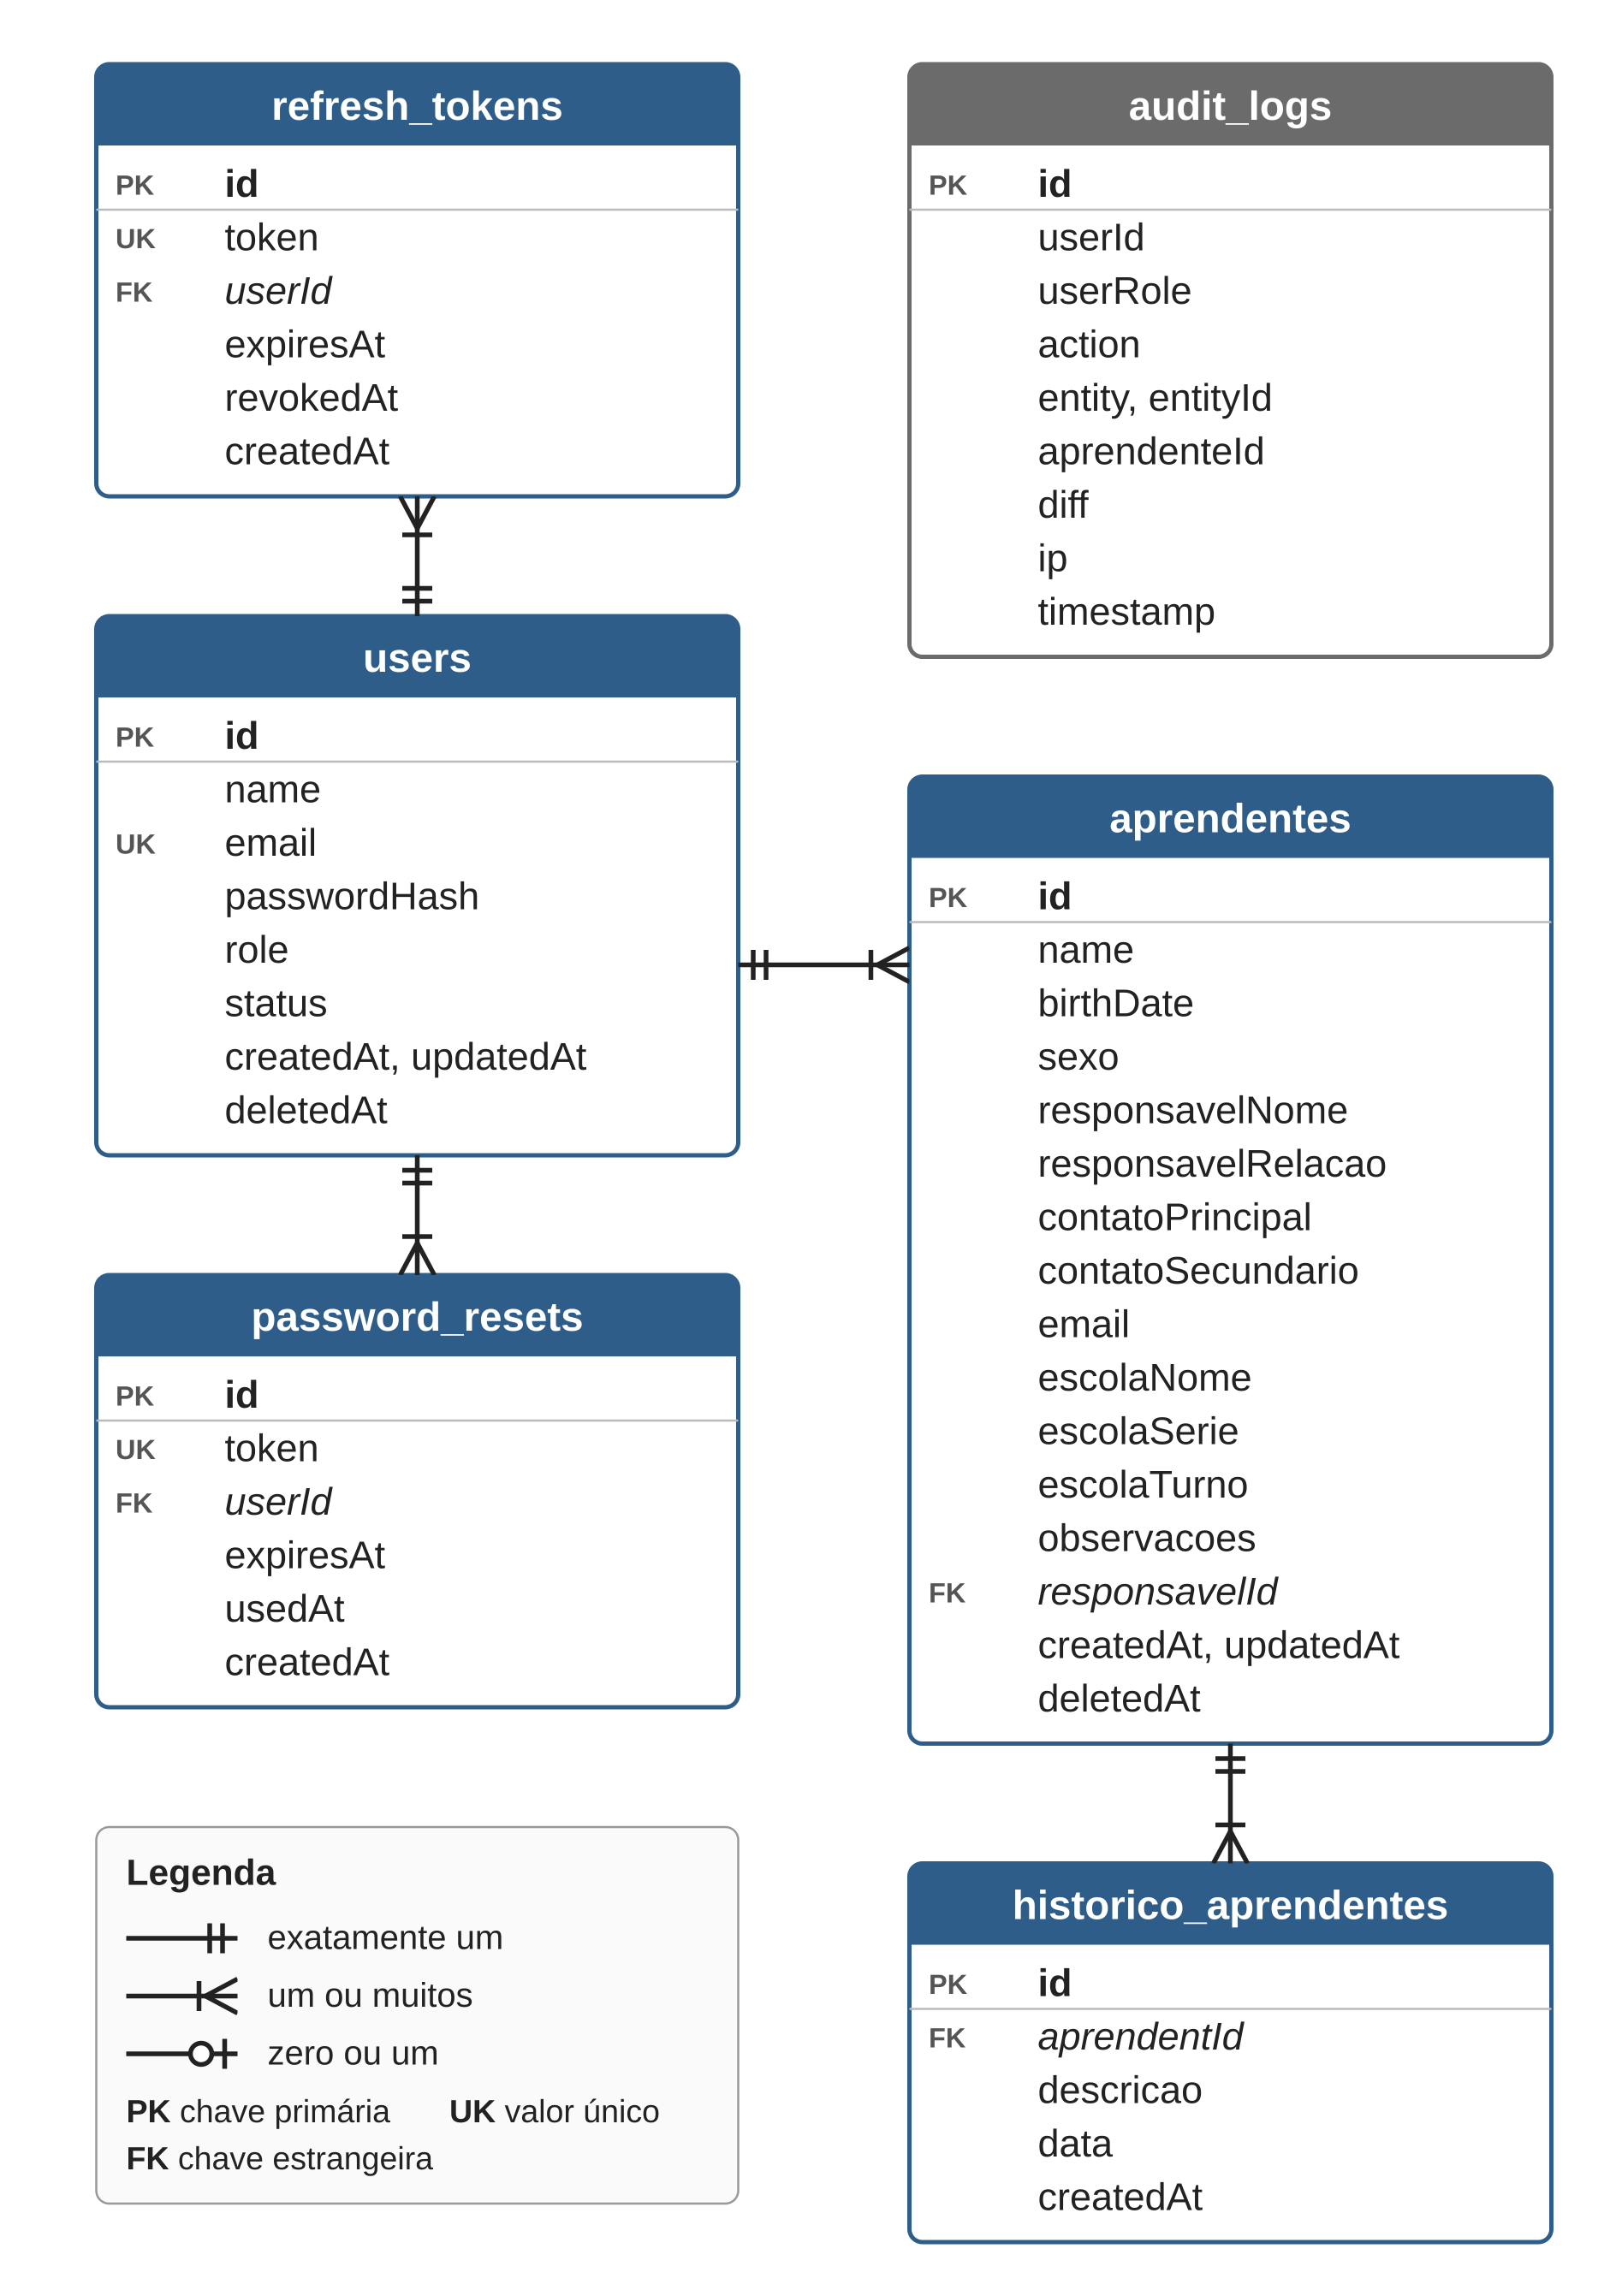 refresh_tokens
PK id
UK token
FK userId
expiresAt
revokedAt
createdAt
users
PK id
name
UK email
passwordHash
role
status
createdAt, updatedAt
deletedAt
password_resets
PK id
UK token
FK userId
expiresAt
usedAt
createdAt
Legenda
exatamente um
um ou muitos
zero ou um
PK chave primária UK valor único
FK chave estrangeira
audit_logs
PK id
userId
userRole
action
entity, entityId
aprendenteId
diff
ip
timestamp
aprendentes
PK id
name
birthDate
sexo
responsavelNome
responsavelRelacao
contatoPrincipal
contatoSecundario
email
escolaNome
escolaSerie
escolaTurno
observacoes
FK responsavelId
createdAt, updatedAt
deletedAt
historico_aprendentes
PK id
FK aprendentId
descricao
data
createdAt